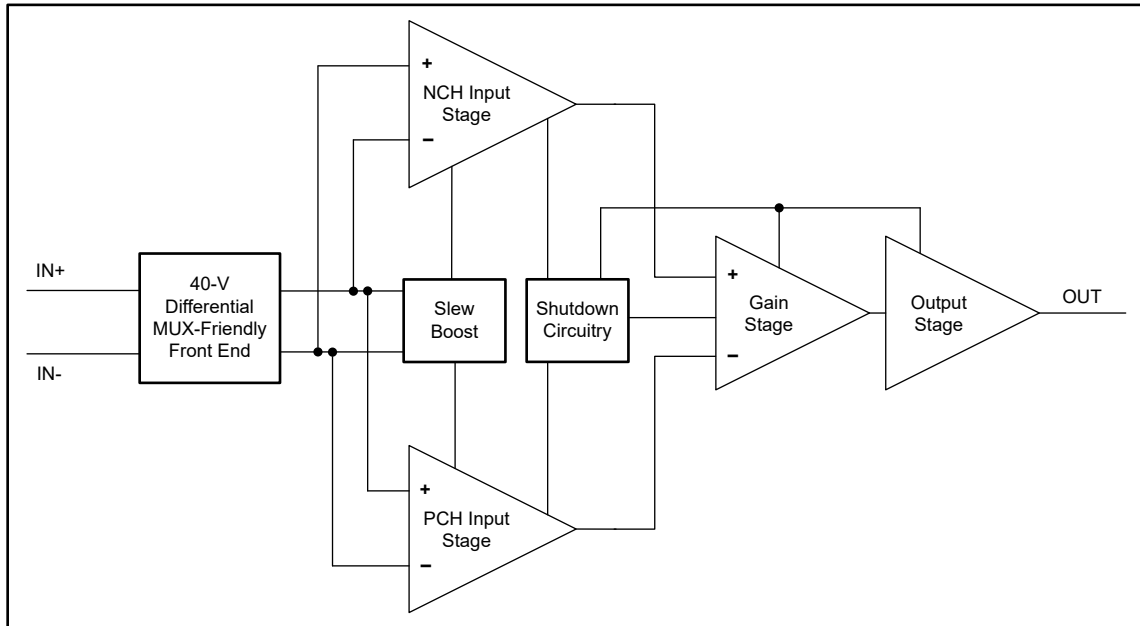 +
NCH Input
Stage
−
IN+
IN-
40-V
Differential
MUX-Friendly
Front End
Slew
Boost
Shutdown
Circuitry
+
Gain
Stage
−
Output
Stage
OUT
+
PCH Input
Stage
−